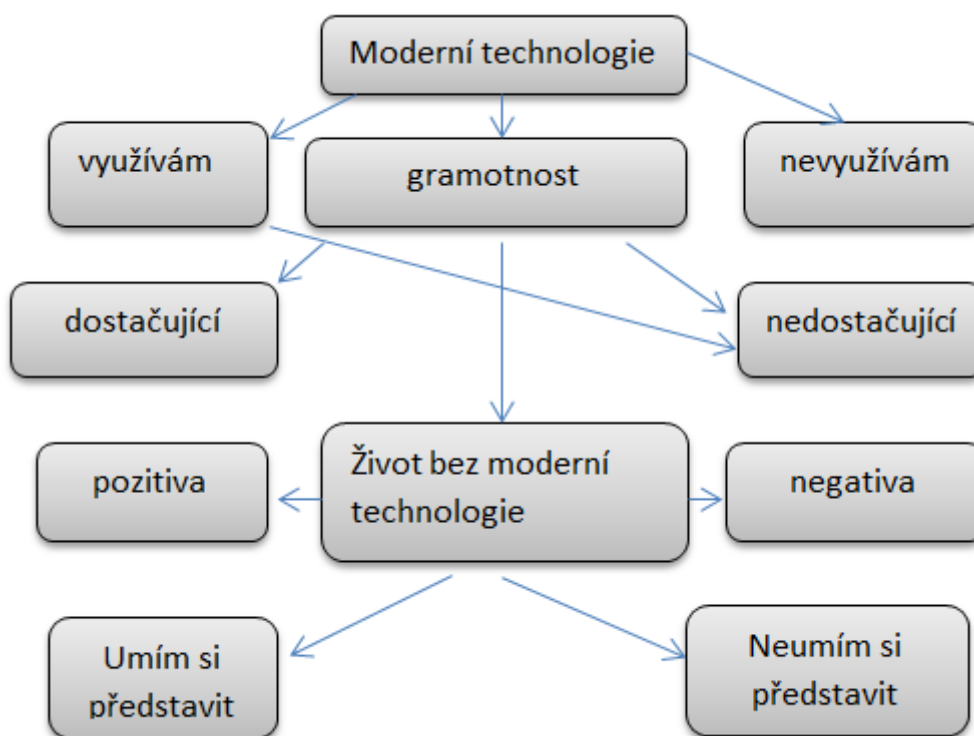 Moderní technologie
využívám
gramotnost
nevyužívám
dostačující
nedostačující
pozitiva
Život bez moderní
technologie
negativa
Umím si
představit
Neumím si
představit